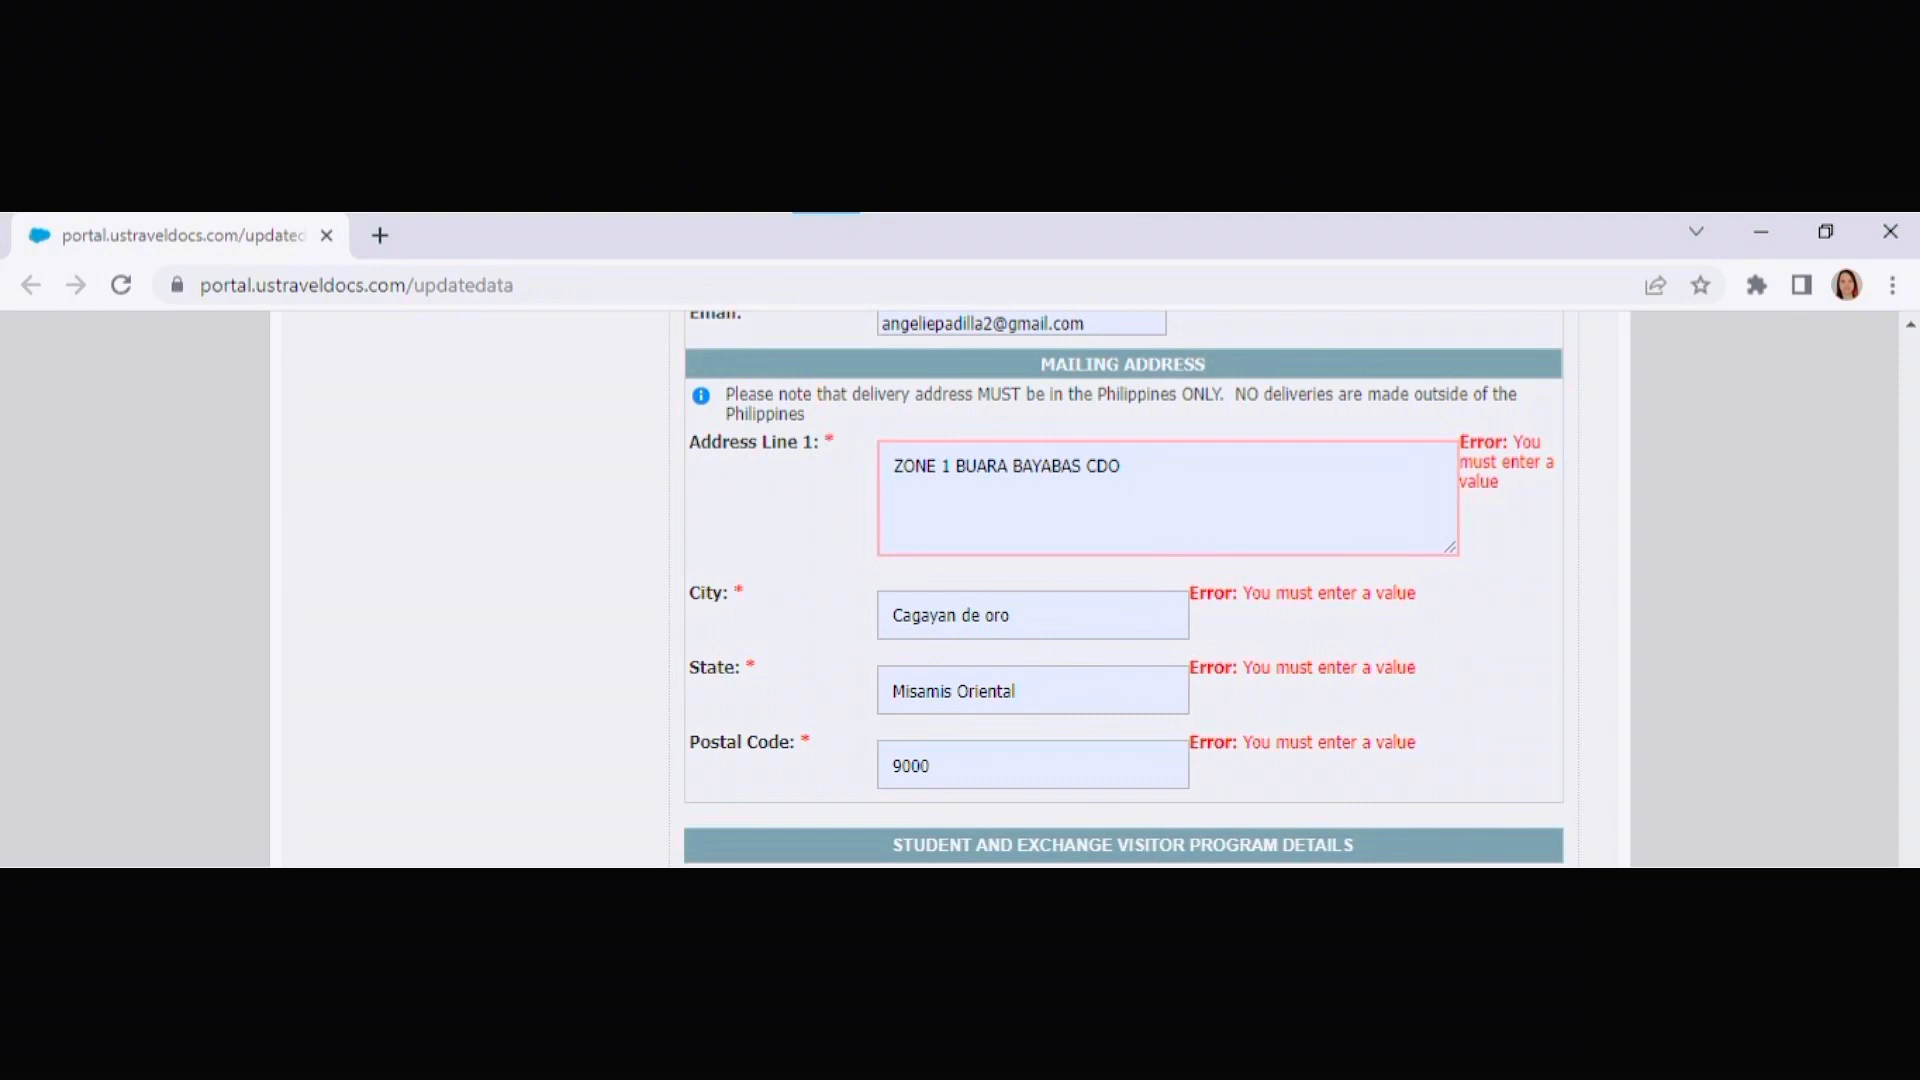 portal.ustraveldocs.com/updated
portal.ustraveldocs.com/updatedata
Email:
angeliepadilla2@gmail.com
MAILING ADDRESS
Please note that delivery address MUST be in the Philippines ONLY. NO deliveries are made outside of the
Philippines
Address Line 1: *
ZONE 1 BUARA BAYABAS CDO
Error: You
must enter a
value
City: *
Cagayan de oro
Error: You must enter a value
State: *
Misamis Oriental
Error: You must enter a value
Postal Code: *
9000
Error: You must enter a value
STUDENT AND EXCHANGE VISITOR PROGRAM DETAILS